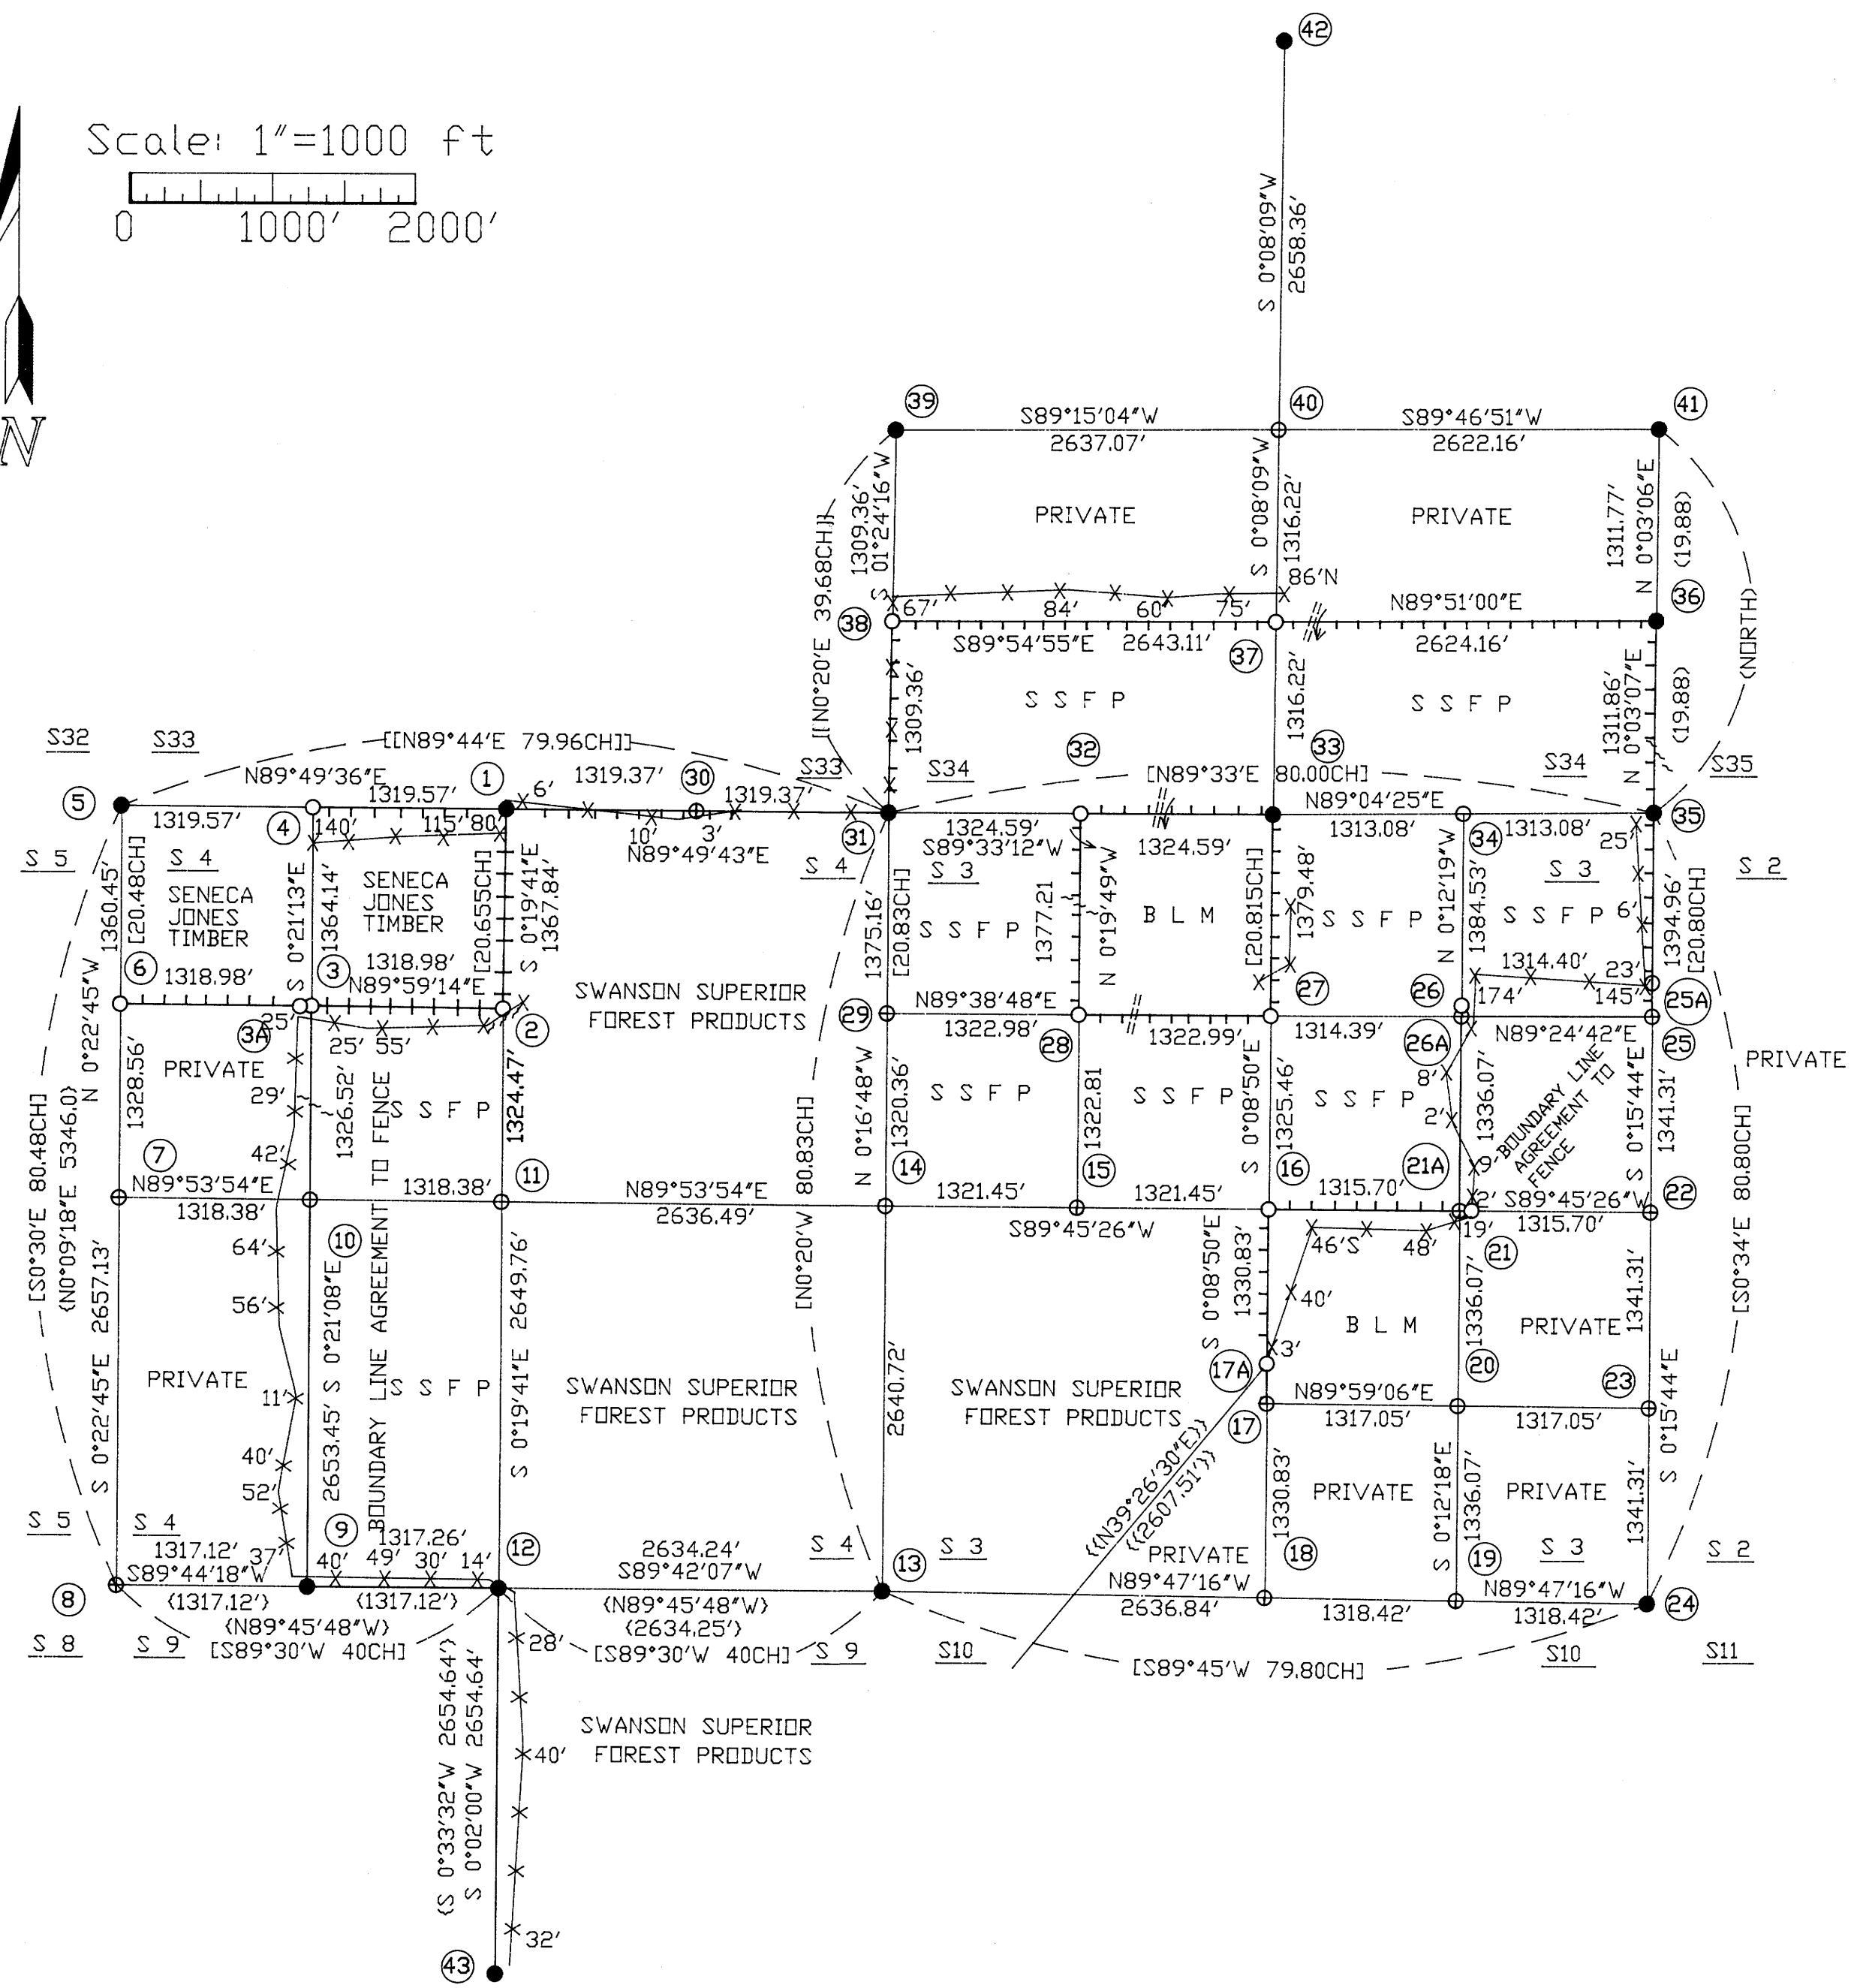 42
Scale: 1"=1000 ft
0 1000' 2000'
N
S 0°08'09"W
2658.36'
39
40
41
S89°15'04"W
2637.07'
S89°46'51"W
2622.16'
[[N0°20'E 39.68CH]]
1309.36'
S 01°24'16"W
PRIVATE
S 0°08'09"W
1316.22'
PRIVATE
1311.77'
N 0°03'06"E
(19.88)
(NORTH)
86'N
67'
84'
60'
75'
38
S89°54'55"E 2643.11'
37
N89°51'00"E
2624.16'
36
1309.36'
S S F P
1316.22'
S S F P
1311.86'
N 0°03'07"E
(19.88)
S32
S33
[[N89°44'E 79.96CH]]
S33
S34
32
33
[N89°33'E 80.00CH]
S34
S35
5
N89°49'36"E
1319.57'
1319.57'
1
6'
1319.37'
30
1319.37'
10'
3'
N89°49'43"E
31
1324.59'
S89°33'12"W
1324.59'
N89°04'25"E
1313.08'
34
1313.08'
35
25'
4
140'
115'
80'
S 5
S 4
S 4
S 3
S 3
S 2
1360.45'
[20.48CH]
SENECA
JONES
TIMBER
S 0°21'13"E
1364.14'
SENECA
JONES
TIMBER
[20.655CH]
S 0°19'41"E
1367.84'
1375.16'
[20.83CH]
S S F P
1377.21
N 0°19'49"W
B L M
[20.815CH]
1379.48'
S S F P
N 0°12'19"W
1384.53'
S S F P
6'
1394.96'
[20.80CH]
6
1318.98'
3
1318.98'
N89°59'14"E
2
SWANSON SUPERIOR
FOREST PRODUCTS
29
N89°38'48"E
1322.98'
28
1322.99'
27
1314.39'
26
174'
1314.40'
23'
145'
25A
26A
N89°24'42"E
25
3A
25'
25'
55'
N 0°22'45"W
1328.56'
PRIVATE
29'
1326.52'
S S F P
1324.47'
N 0°16'48"W
1320.36'
S S F P
1322.81
S S F P
S 0°08'50"E
1325.46'
S S F P
8'
2'
9'
2'
1336.07'
BOUNDARY LINE
AGREEMENT TO
FENCE
S 0°15'44"E
1341.31'
PRIVATE
[S0°30'E 80.48CH]
{N0°09'18"E 5346.0}
[N0°20'W 80.83CH]
[S0°34'E 80.80CH]
7
42'
N89°53'54"E
1318.38'
1318.38'
11
N89°53'54"E
2636.49'
14
1321.45'
15
1321.45'
S89°45'26"W
16
1315.70'
21A
S89°45'26"W
1315.70'
22
19'
21
46'S
48'
40'
3'
S 0°22'45"E 2657.13'
PRIVATE
64'
56'
11'
40'
52'
37'
10
2653.45' S 0°21'08"E
BOUNDARY LINE AGREEMENT TO FENCE
S S F P
S 0°19'41"E 2649.76'
SWANSON SUPERIOR
FOREST PRODUCTS
2640.72'
SWANSON SUPERIOR
FOREST PRODUCTS
S 0°08'50"E
1330.83'
17A
B L M
1336.07'
20
PRIVATE
1341.31'
23
17
N89°59'06"E
1317.05'
1317.05'
{{N39°26'30"E}}
{{2607.51'}}
1330.83'
PRIVATE
S 0°12'18"E
1336.07'
PRIVATE
1341.31'
S 0°15'44"E
S 5
S 4
S 4
S 3
S 3
S 2
8
1317.12'
S89°44'18"W
{1317.12'}
{N89°45'48"W}
9
1317.26'
40'
49'
30'
14'
{1317.12'}
12
2634.24'
S89°42'07"W
{N89°45'48"W}
{2634.25'}
13
PRIVATE
N89°47'16"W
2636.84'
18
1318.42'
19
N89°47'16"W
1318.42'
24
S 8
S 9
[S89°30'W 40CH]
[S89°30'W 40CH]
S 9
S10
[S89°45'W 79.80CH]
S10
S11
{S 0°33'32"W 2654.64'}
S 0°02'00"W 2654.64'
28'
40'
32'
SWANSON SUPERIOR
FOREST PRODUCTS
43